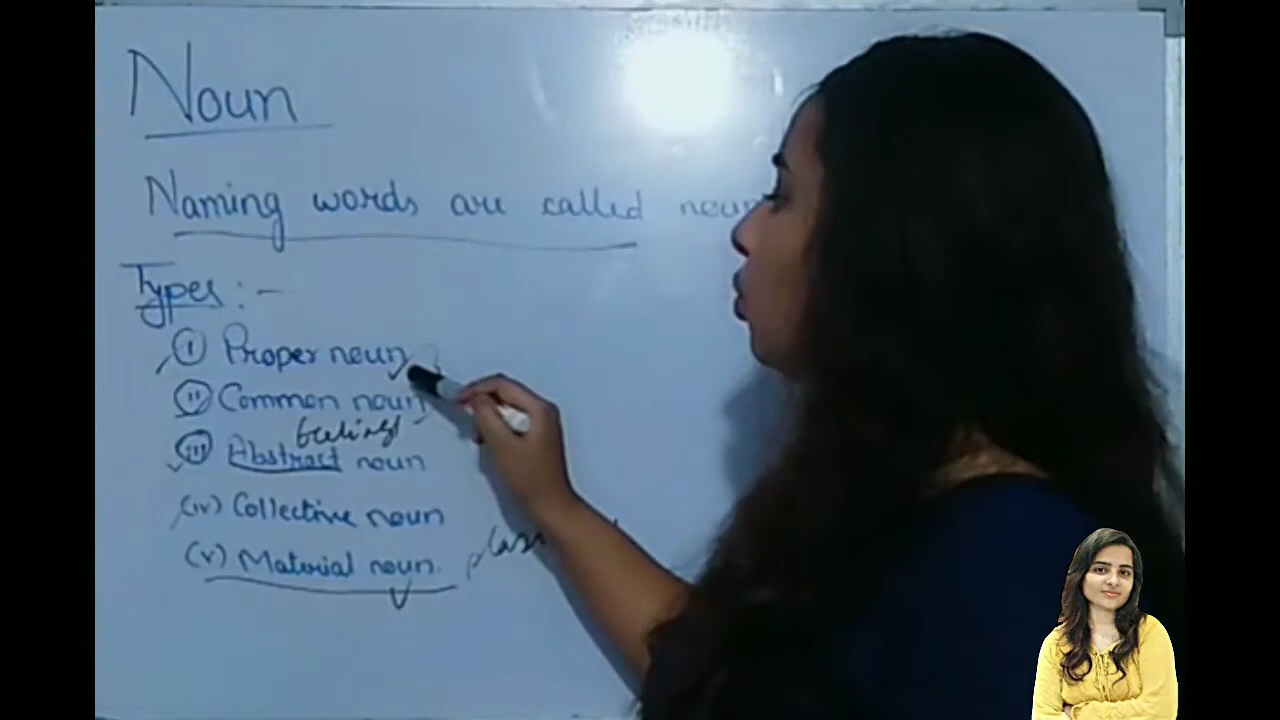 Noun
Naming words are called noun
Types :-
(i) Proper noun
(ii) Common noun
feelings
(iii) Abstract noun
(iv) Collective noun
(v) Material noun.